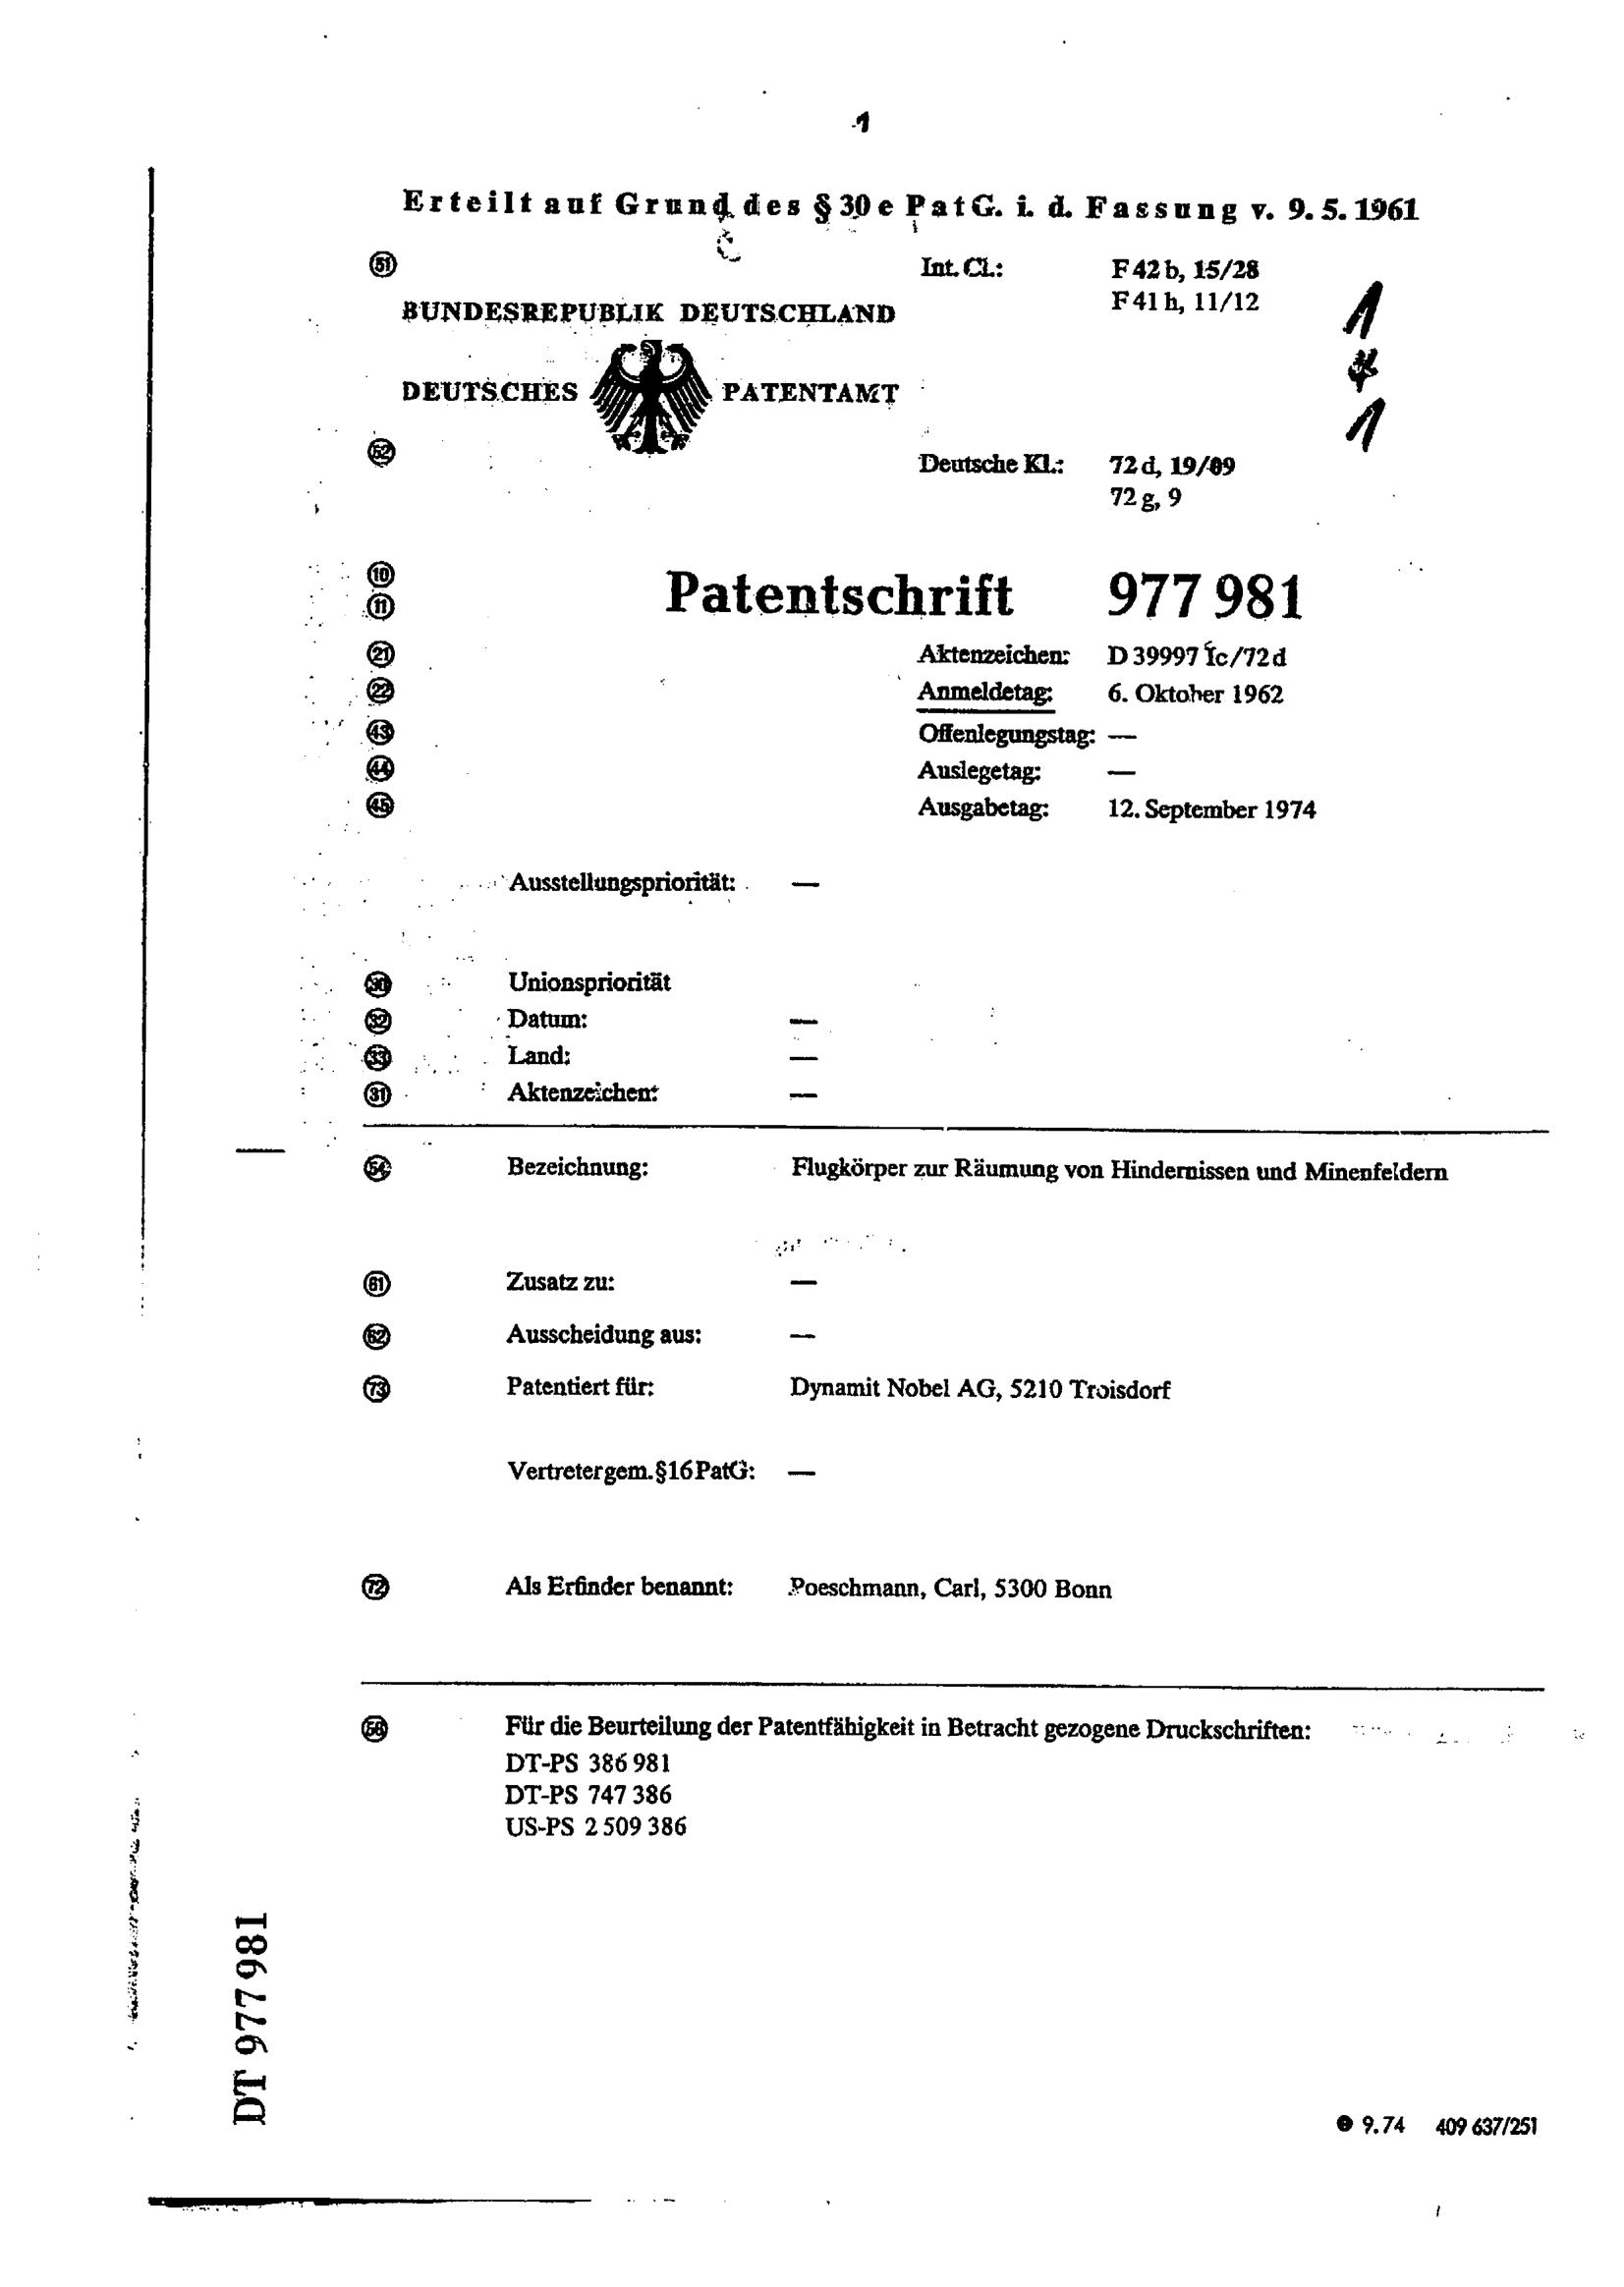 1
Erteilt auf Grund des § 30 e PatG. i. d. Fassung v. 9. 5. 1961
51 Int. Cl.: F 42 b, 15/28
F 41 h, 11/12
BUNDESREPUBLIK DEUTSCHLAND
DEUTSCHES PATENTAMT
1
1
52 Deutsche Kl.: 72 d, 19/09
72 g, 9
10
11
Patentschrift 977 981
21 Aktenzeichen: D 39997 Ic/72 d
22 Anmeldetag: 6. Oktober 1962
43 Offenlegungstag: —
44 Auslegetag: —
45 Ausgabetag: 12. September 1974
Ausstellungspriorität: —
30 Unionspriorität
32 Datum: —
33 Land: —
31 Aktenzeichen: —
54 Bezeichnung: Flugkörper zur Räumung von Hindernissen und Minenfeldern
61 Zusatz zu: —
62 Ausscheidung aus: —
73 Patentiert für: Dynamit Nobel AG, 5210 Troisdorf
Vertreter gem. § 16 PatG: —
72 Als Erfinder benannt: Poeschmann, Carl, 5300 Bonn
56 Für die Beurteilung der Patentfähigkeit in Betracht gezogene Druckschriften:
DT-PS 386 981
DT-PS 747 386
US-PS 2 509 386
DT 977 981
9.74 409 637/251